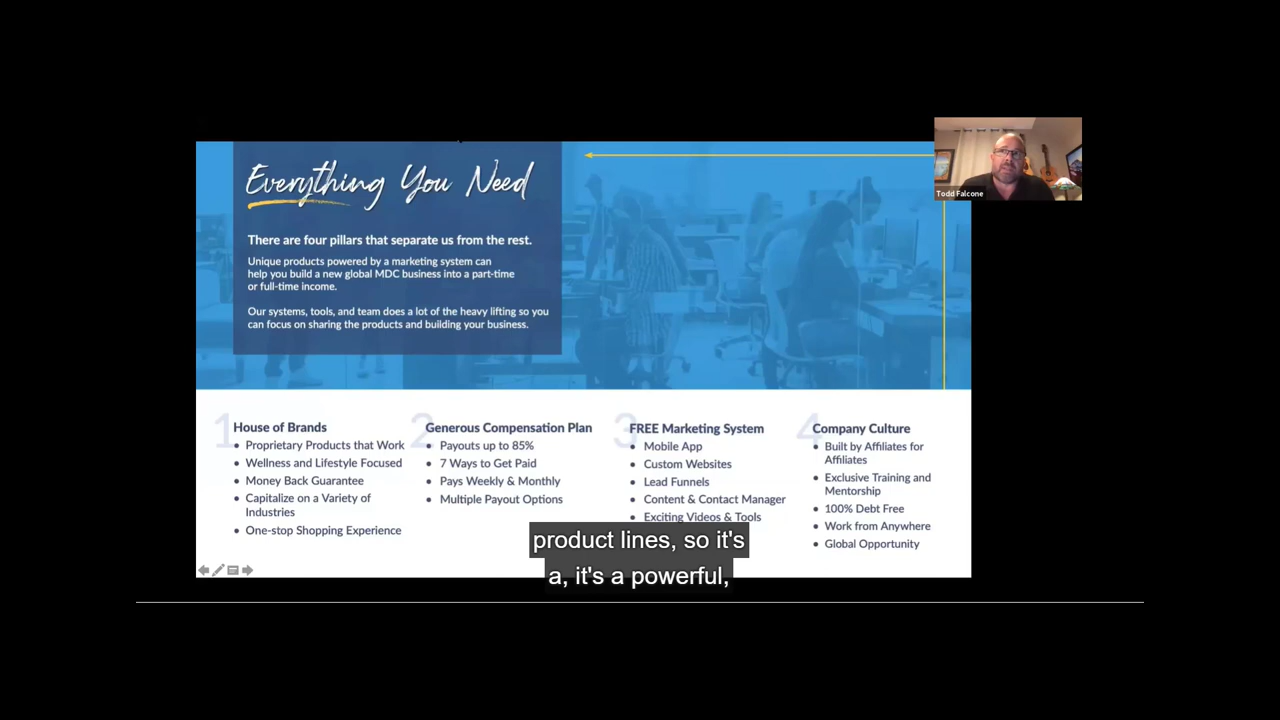 Everything You Need
There are four pillars that separate us from the rest.
Unique products powered by a marketing system can
help you build a new global MDC business into a part-time
or full-time income.
Our systems, tools, and team does a lot of the heavy lifting so you
can focus on sharing the products and building your business.
Todd Falcone
1
House of Brands
• Proprietary Products that Work
• Wellness and Lifestyle Focused
• Money Back Guarantee
• Capitalize on a Variety of
Industries
• One-stop Shopping Experience
2
Generous Compensation Plan
• Payouts up to 85%
• 7 Ways to Get Paid
• Pays Weekly & Monthly
• Multiple Payout Options
3
FREE Marketing System
• Mobile App
• Custom Websites
• Lead Funnels
• Content & Contact Manager
• Exciting Videos & Tools
4
Company Culture
• Built by Affiliates for
Affiliates
• Exclusive Training and
Mentorship
• 100% Debt Free
• Work from Anywhere
• Global Opportunity
product lines, so it's
a, it's a powerful,